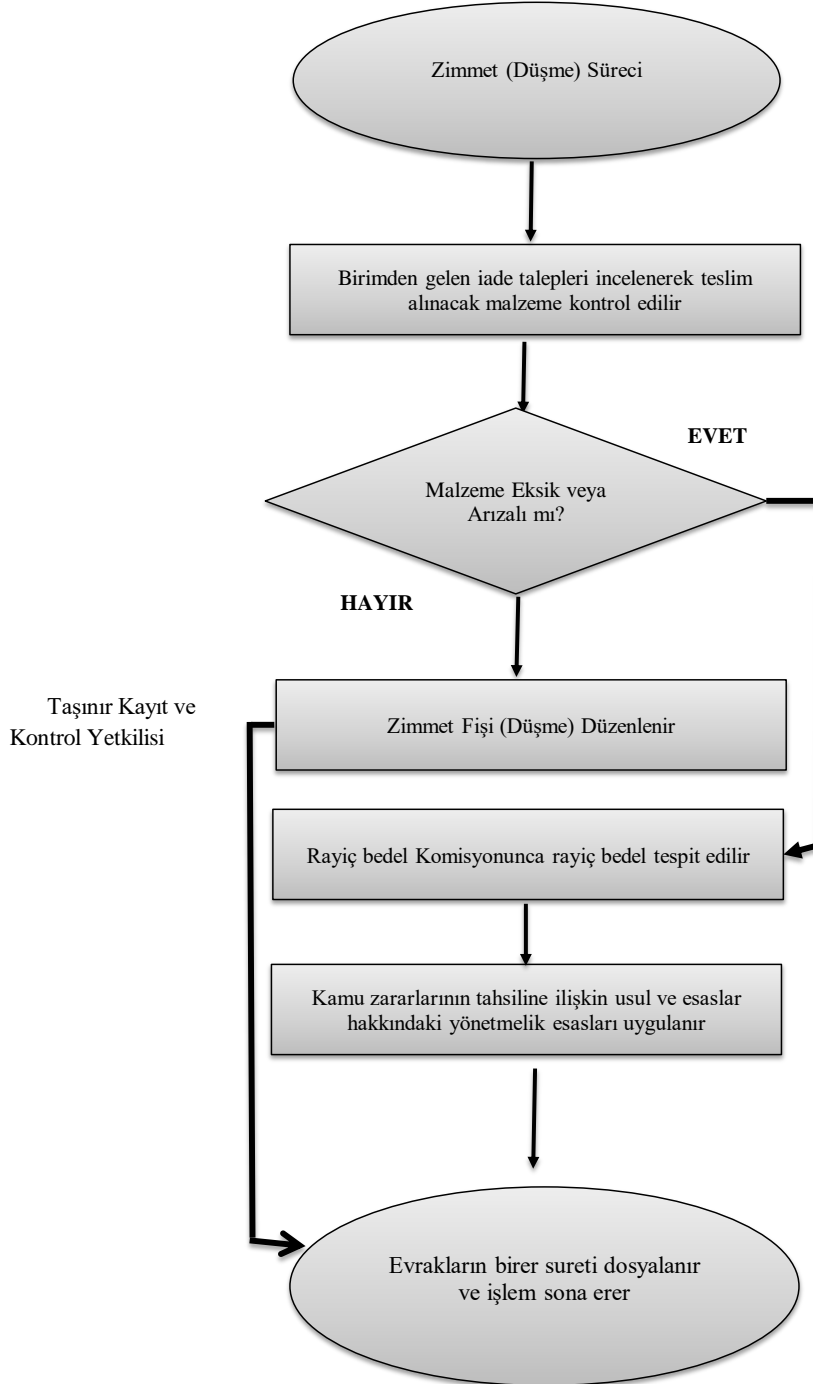 Zimmet (Düşme) Süreci
Birimden gelen iade talepleri incelenerek teslim
alınacak malzeme kontrol edilir
EVET
Malzeme Eksik veya
Arızalı mı?
HAYIR
Taşınır Kayıt ve
Kontrol Yetkilisi
Zimmet Fişi (Düşme) Düzenlenir
Rayiç bedel Komisyonunca rayiç bedel tespit edilir
Kamu zararlarının tahsiline ilişkin usul ve esaslar
hakkındaki yönetmelik esasları uygulanır
Evrakların birer sureti dosyalanır
ve işlem sona erer